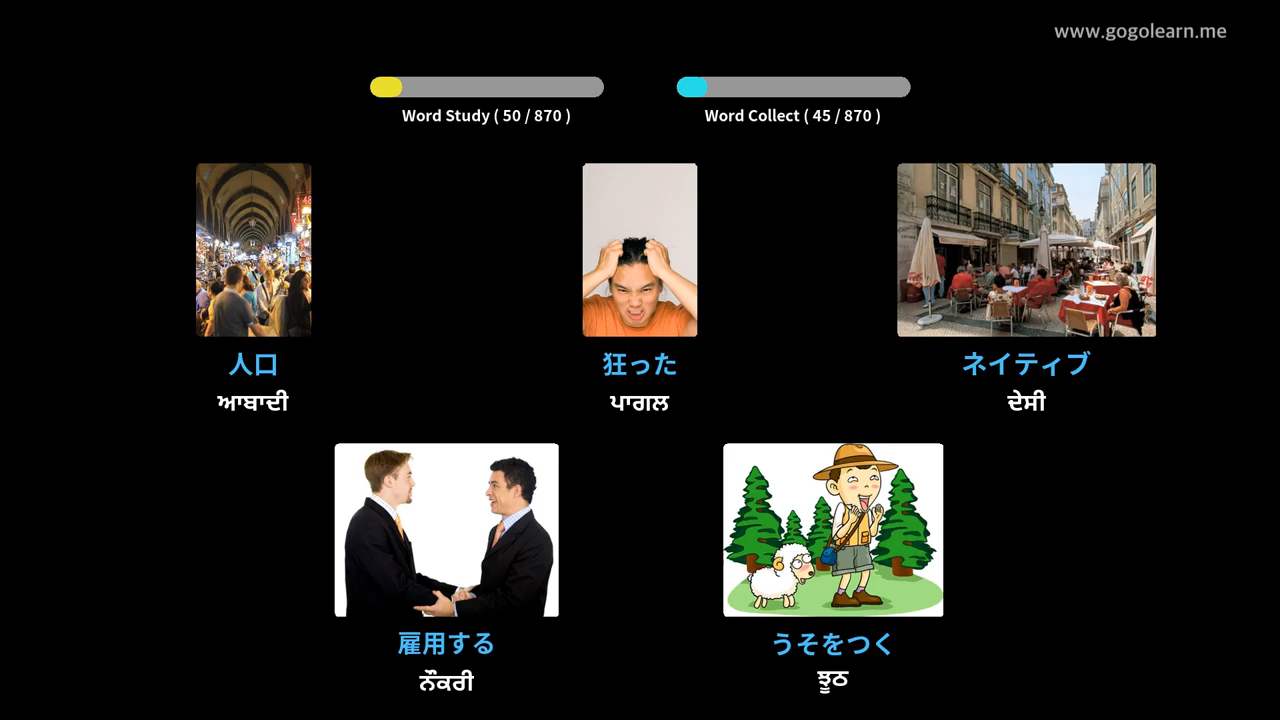 www.gogolearn.me
Word Study ( 50 / 870 )
Word Collect ( 45 / 870 )
人口
ਆਬਾਦੀ
狂った
ਪਾਗਲ
ネイティブ
ਦੇਸੀ
雇用する
ਨੌਕਰੀ
うそをつく
ਝੂਠ